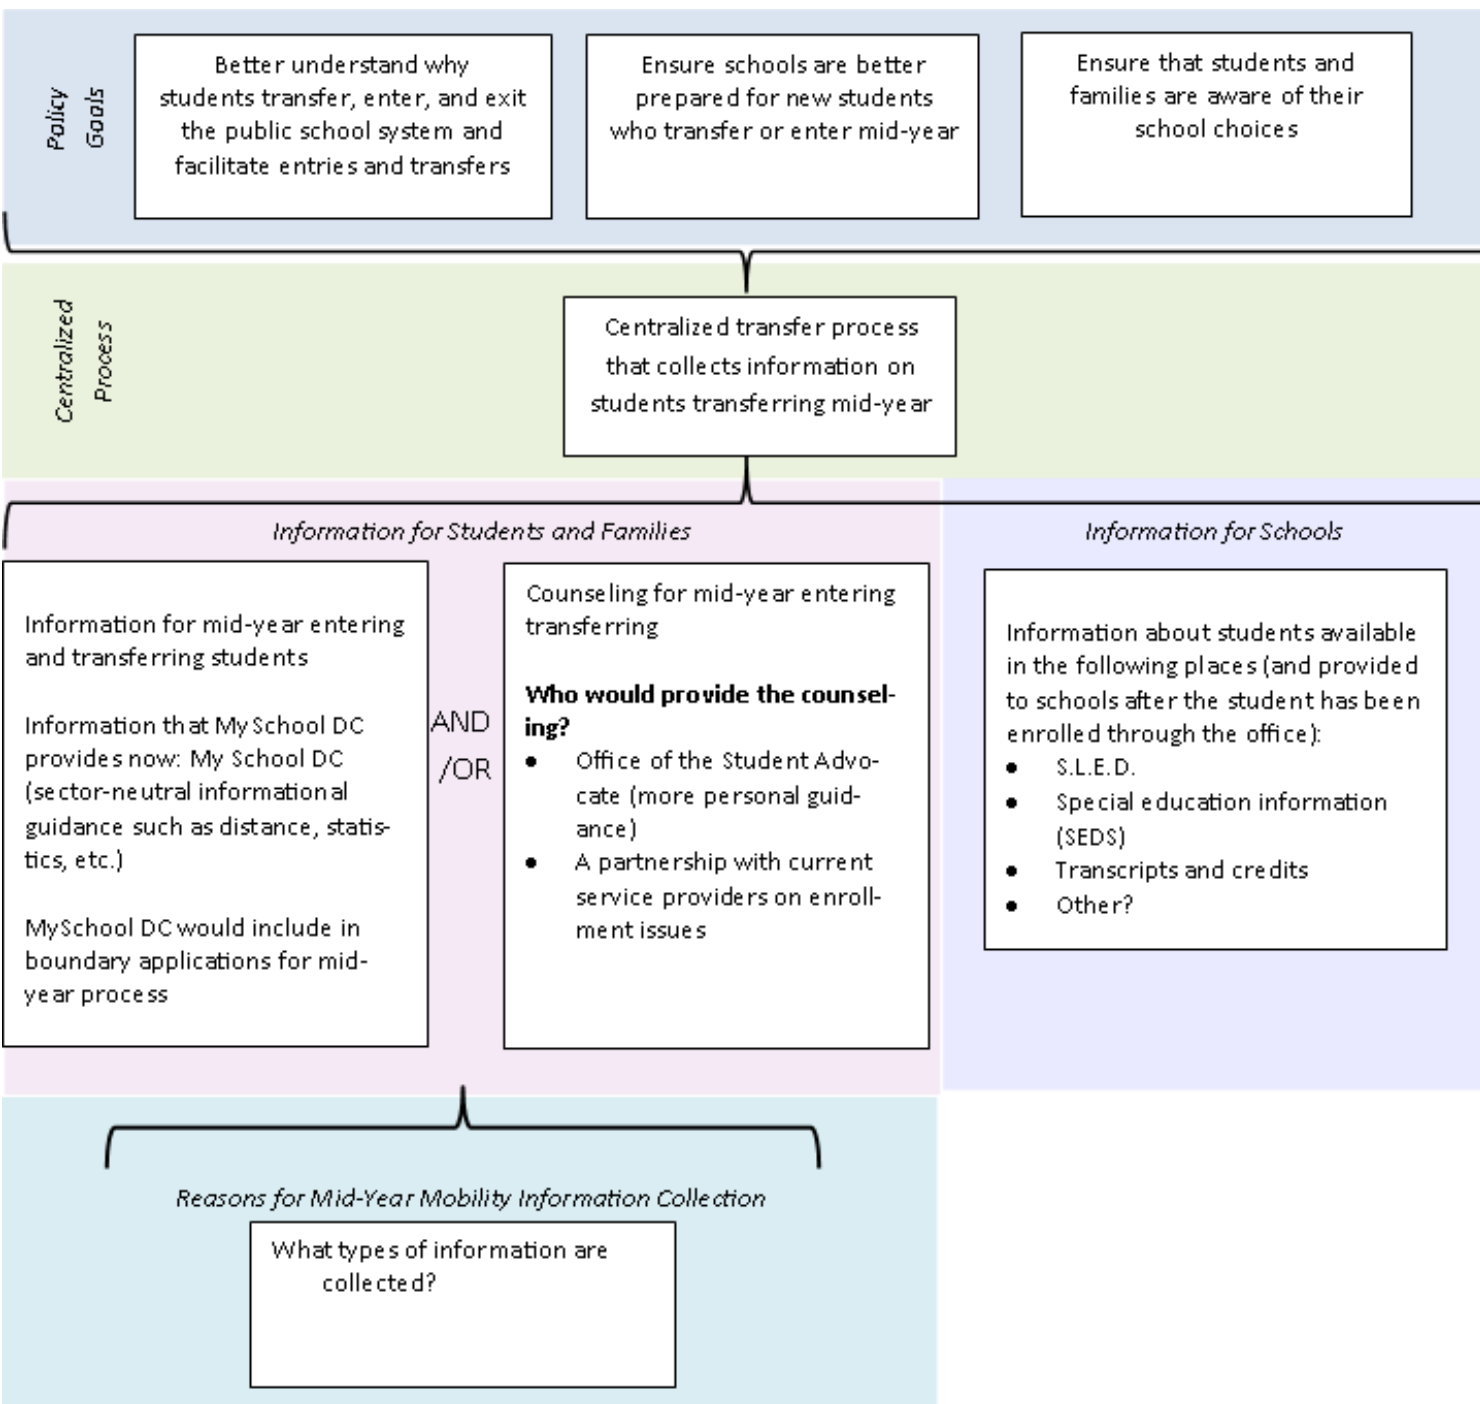 Policy
Goals
Better understand why
students transfer, enter, and exit
the public school system and
facilitate entries and transfers
Ensure schools are better
prepared for new students
who transfer or enter mid-year
Ensure that students and
families are aware of their
school choices
Centralized
Process
Centralized transfer process
that collects information on
students transferring mid-year
Information for Students and Families
Information for mid-year entering
and transferring students
Information that MySchool DC
provides now: My School DC
(sector-neutral informational
guidance such as distance, statis-
tics, etc.)
MySchool DC would include in
boundary applications for mid-
year process
AND
/OR
Counseling for mid-year entering
transferring
Who would provide the counsel-
ing?
● Office of the Student Advo-
cate (more personal guid-
ance)
● A partnership with current
service providers on enroll-
ment issues
Information for Schools
Information about students available
in the following places (and provided
to schools after the student has been
enrolled through the office):
● S.L.E.D.
● Special education information
(SEDS)
● Transcripts and credits
● Other?
Reasons for Mid-Year Mobility Information Collection
What types of information are
collected?